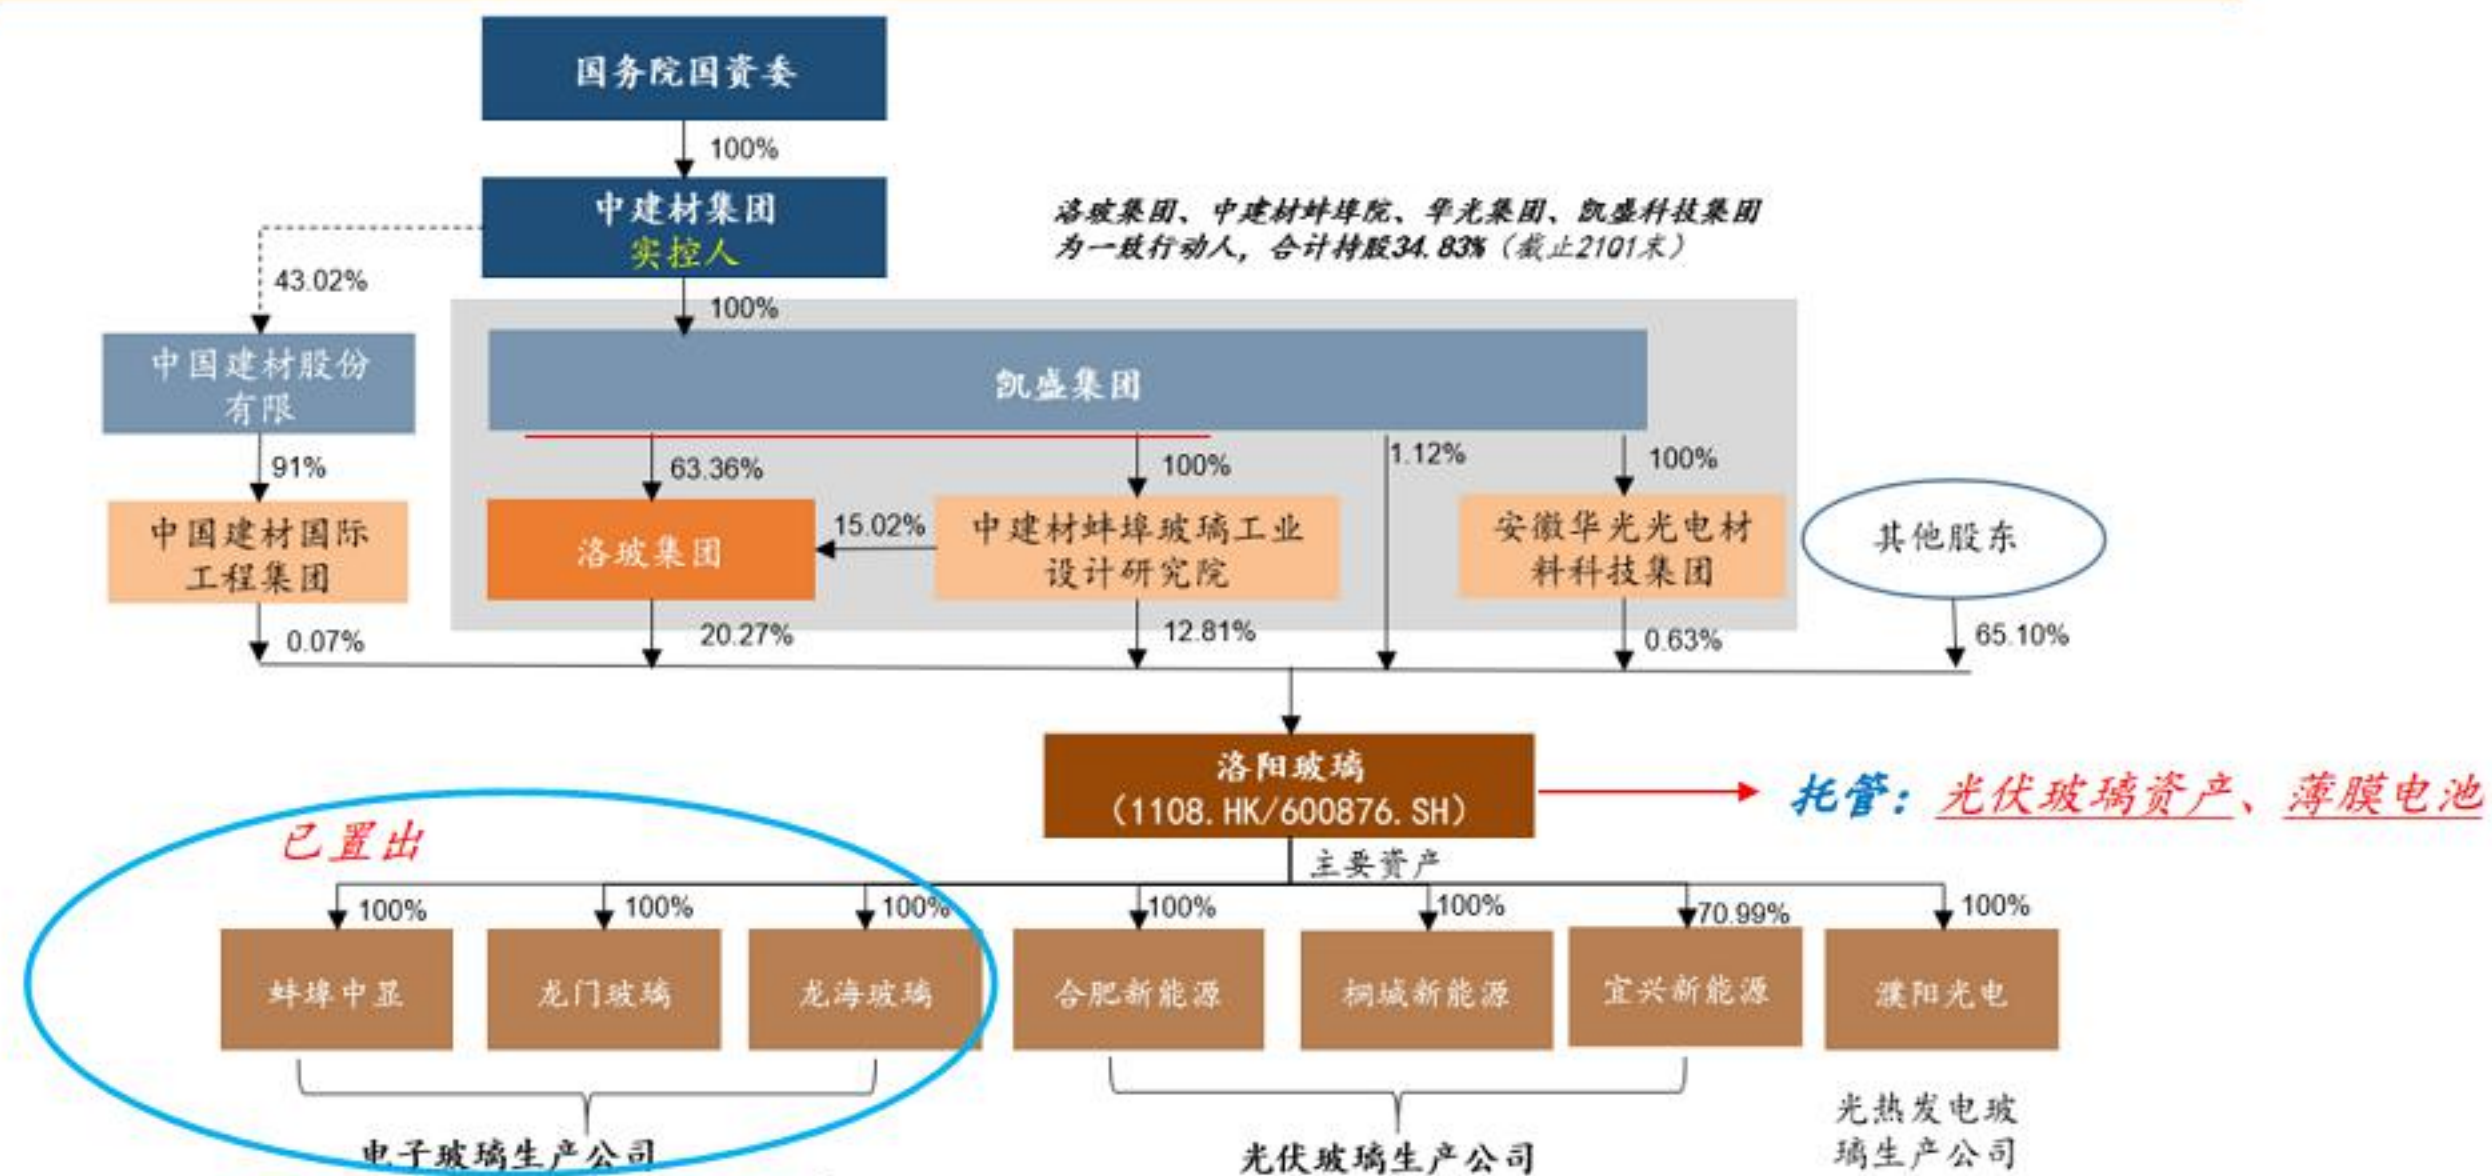 国务院国资委
100%
中建材集团
实控人
洛玻集团、中建材蚌埠院、华光集团、凯盛科技集团
为一致行动人，合计持股34.83%（截止21Q1末）
43.02%
100%
中国建材股份
有限
凯盛集团
91%
63.36%
100%
1.12%
100%
中国建材国际
工程集团
洛玻集团
15.02%
中建材蚌埠玻璃工业
设计研究院
安徽华光光电材
料科技集团
其他股东
0.07%
20.27%
12.81%
0.63%
65.10%
洛阳玻璃
（1108.HK/600876.SH）
托管：光伏玻璃资产、薄膜电池
已置出
主要资产
100%
100%
100%
100%
100%
70.99%
100%
蚌埠中显
龙门玻璃
龙海玻璃
合肥新能源
桐城新能源
宜兴新能源
濮阳光电
电子玻璃生产公司
光伏玻璃生产公司
光热发电玻
璃生产公司